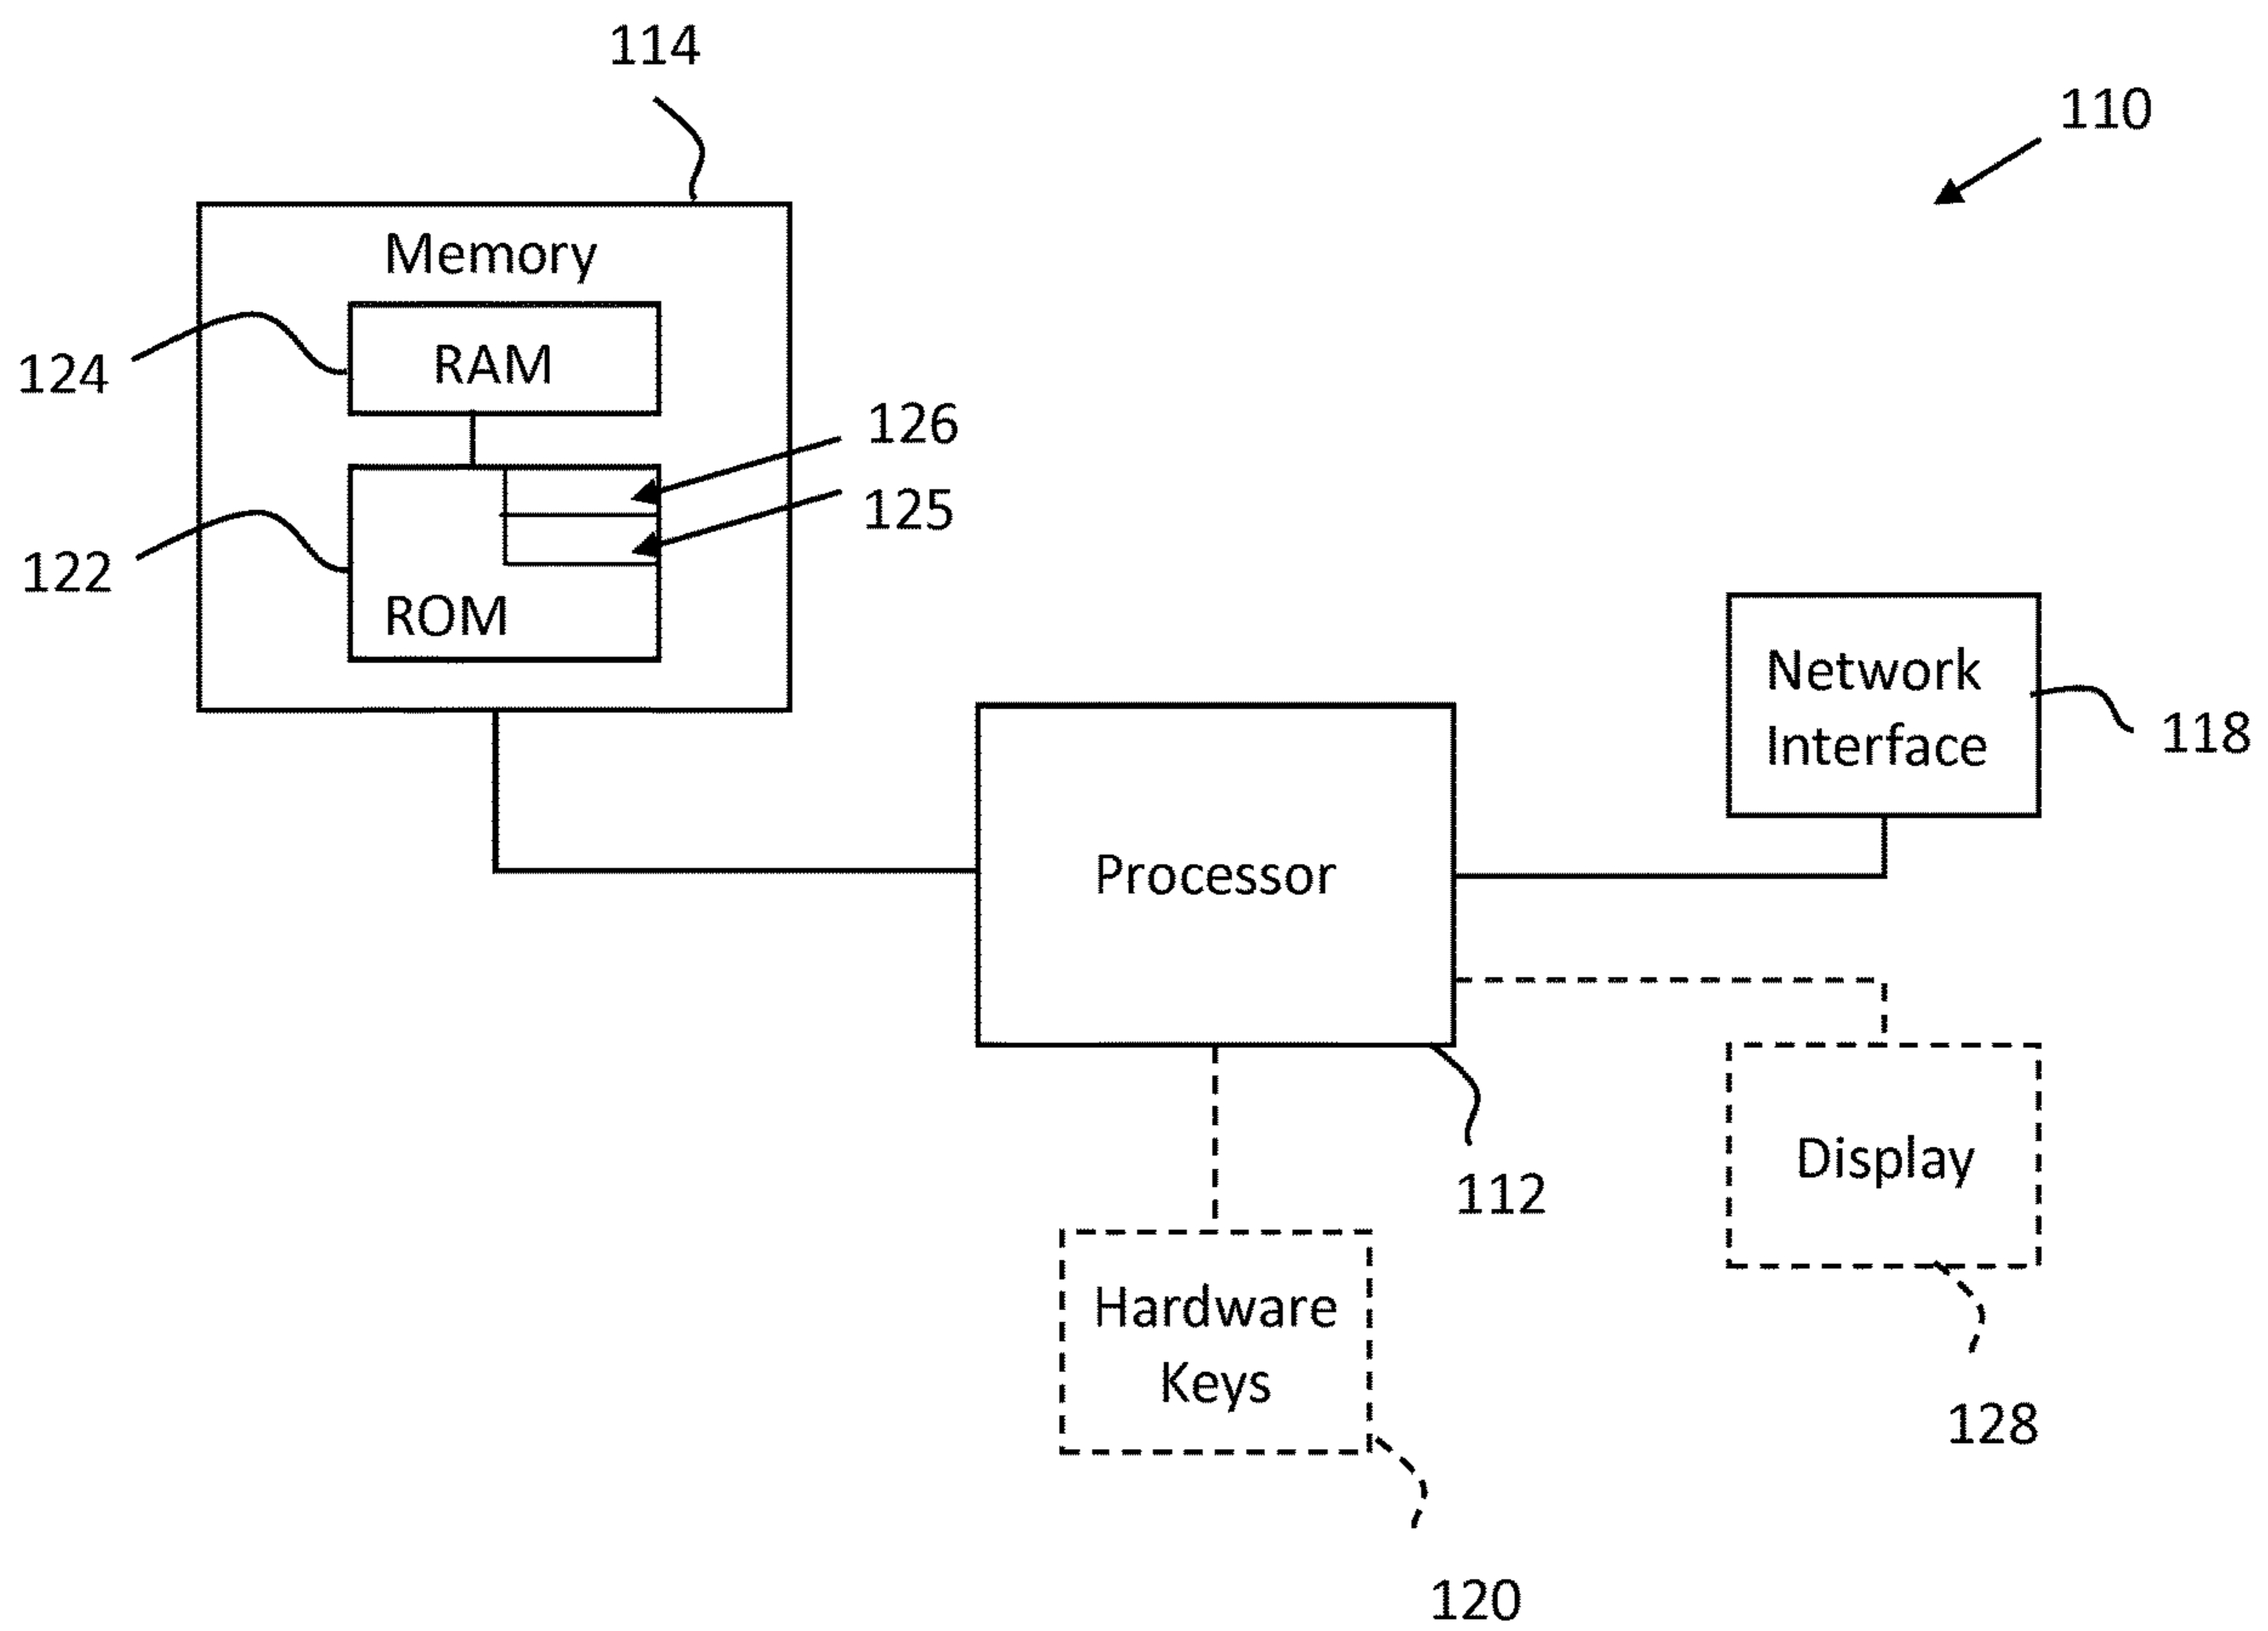 114
110
Memory
RAM
124
126
125
122
ROM
Network
Interface
118
Processor
112
Display
Hardware
Keys
128
120